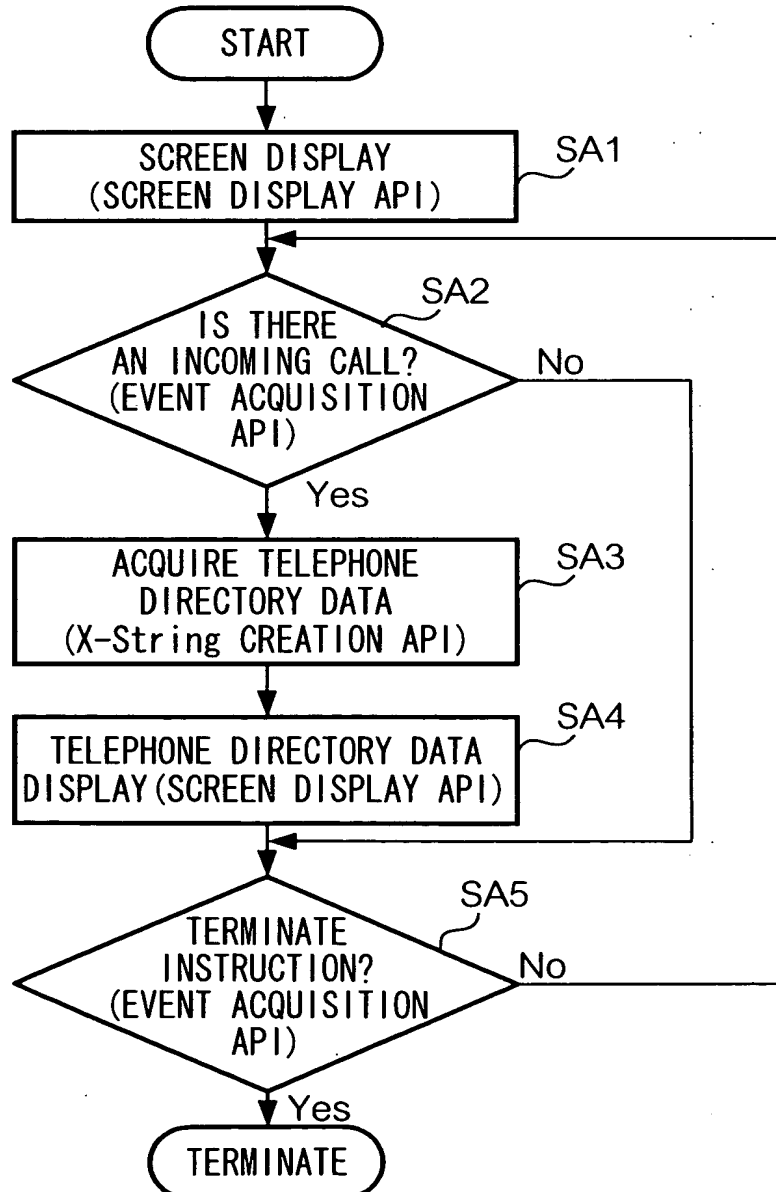 START
SCREEN DISPLAY
(SCREEN DISPLAY API)
SA1
IS THERE
AN INCOMING CALL?
(EVENT ACQUISITION
API)
SA2
No
Yes
ACQUIRE TELEPHONE
DIRECTORY DATA
(X-String CREATION API)
SA3
TELEPHONE DIRECTORY DATA
DISPLAY(SCREEN DISPLAY API)
SA4
TERMINATE
INSTRUCTION?
(EVENT ACQUISITION
API)
SA5
No
Yes
TERMINATE